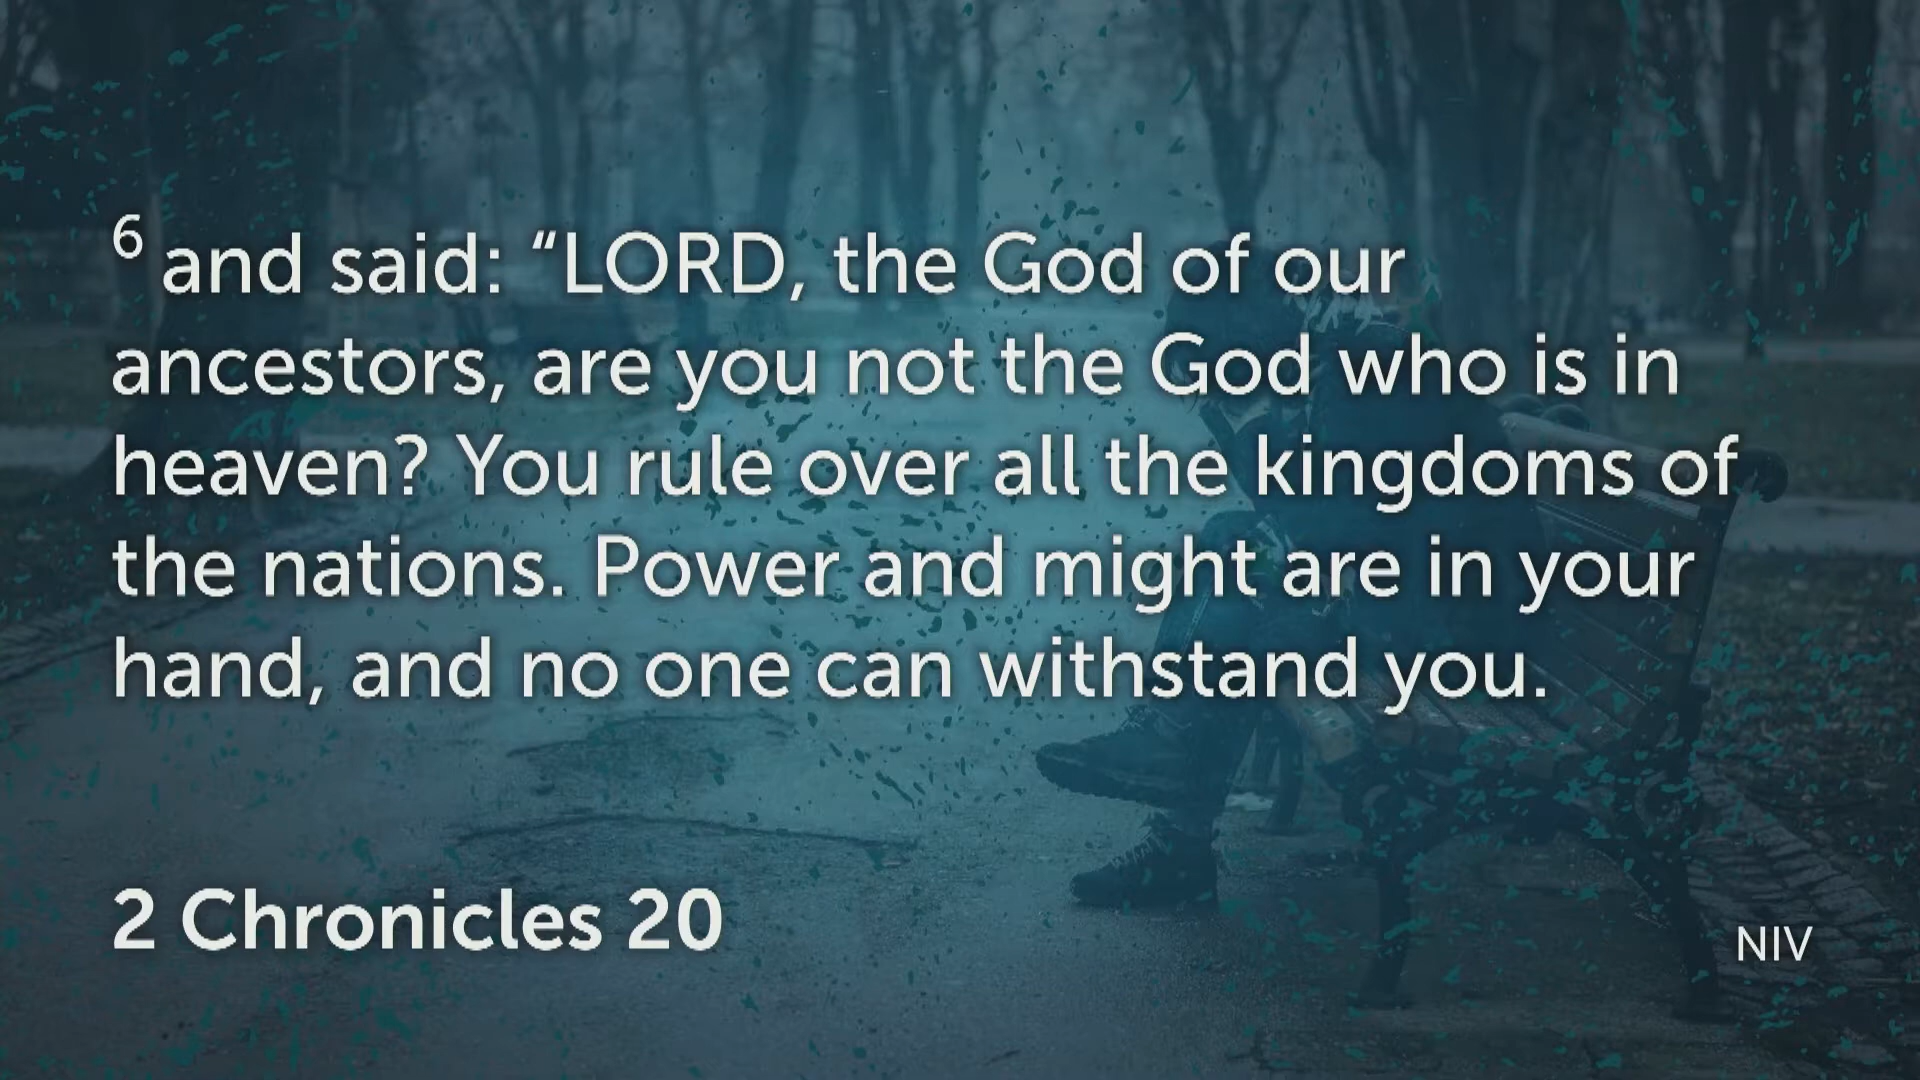 6 and said: “LORD, the God of our
ancestors, are you not the God who is in
heaven? You rule over all the kingdoms of
the nations. Power and might are in your
hand, and no one can withstand you.
2 Chronicles 20
NIV